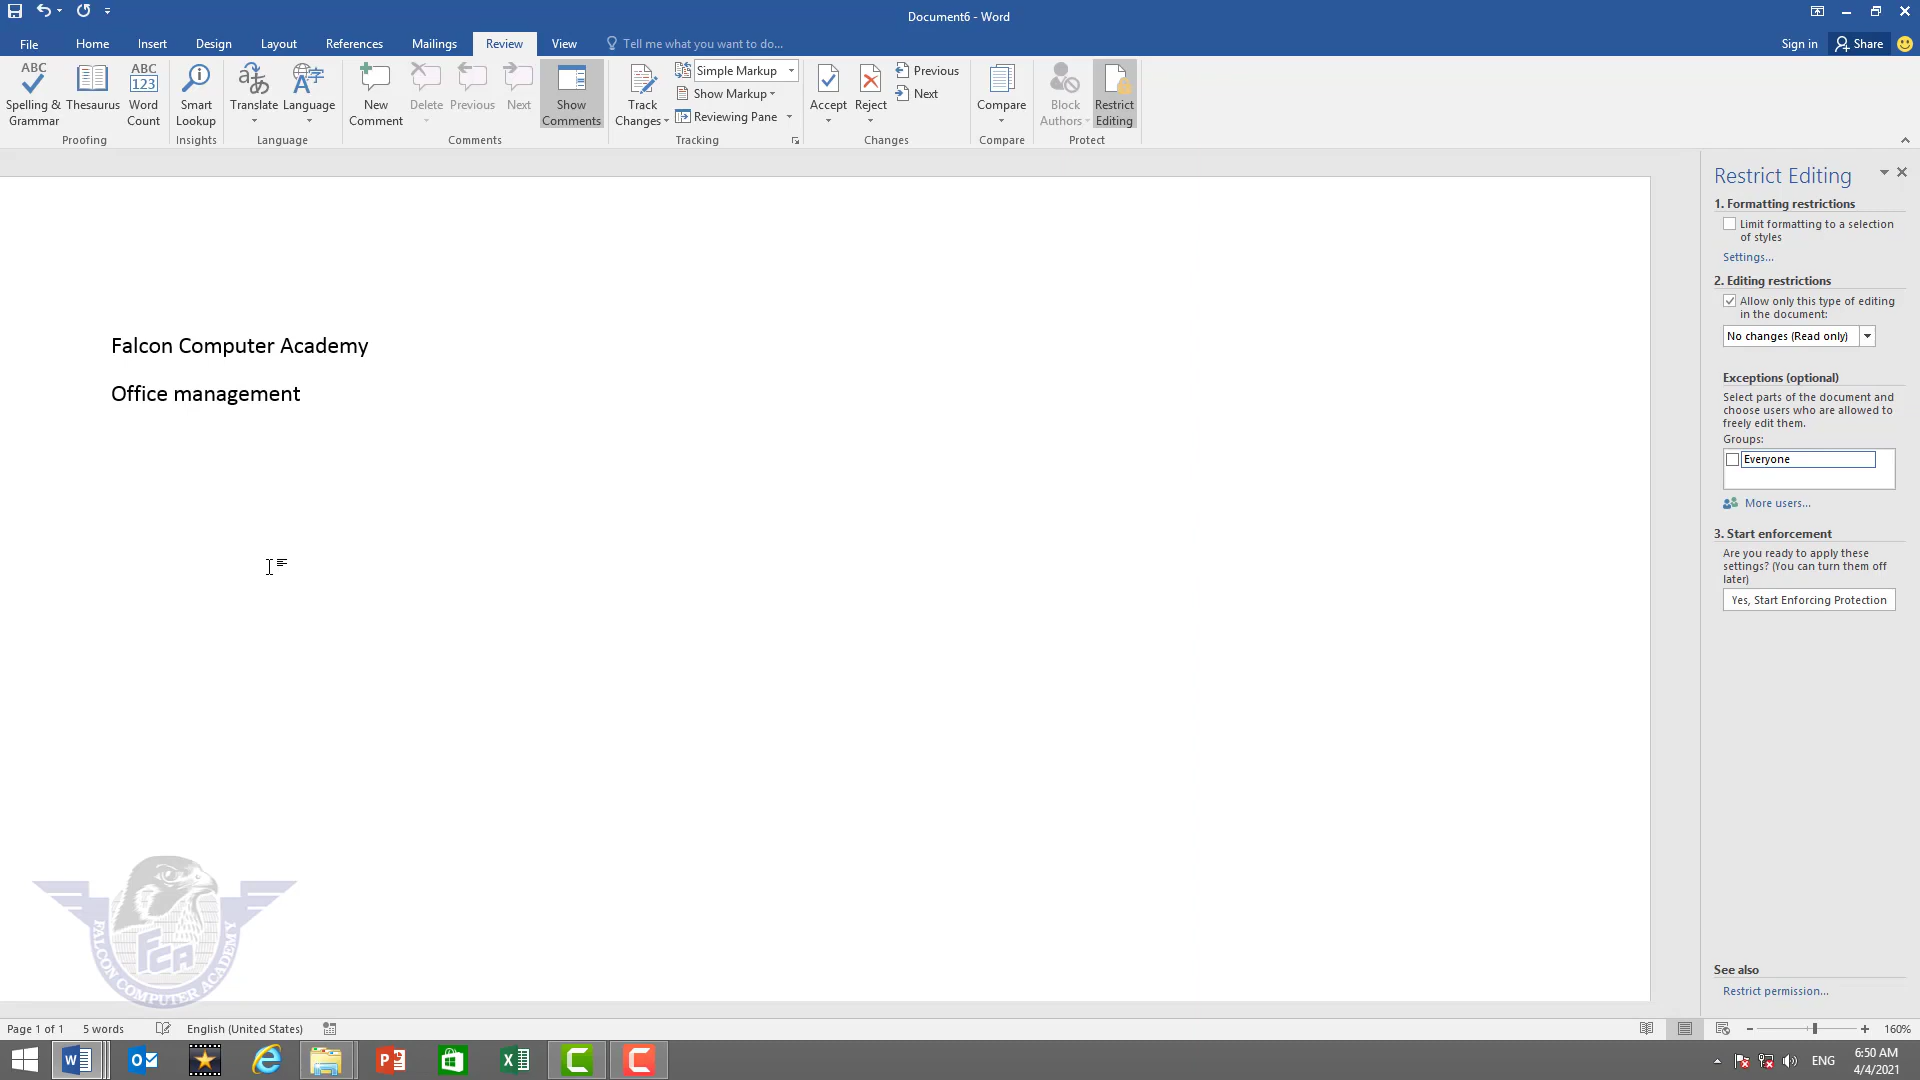 Document6 - Word
File Home Insert Design Layout References Mailings Review View Tell me what you want to do... Sign in Share
ABC Spelling & Grammar
Thesaurus
ABC 123 Word Count
Smart Lookup
Translate
Language
New Comment
Delete
Previous
Next
Show Comments
Track Changes
Simple Markup
Show Markup
Reviewing Pane
Accept
Reject
Previous
Next
Compare
Block Authors
Restrict Editing
Proofing Insights Language Comments Tracking Changes Compare Protect
Falcon Computer Academy
Office management
FCA
FALCON COMPUTER ACADEMY
Restrict Editing
1. Formatting restrictions
Limit formatting to a selection
of styles
Settings...
2. Editing restrictions
Allow only this type of editing
in the document:
No changes (Read only)
Exceptions (optional)
Select parts of the document and
choose users who are allowed to
freely edit them.
Groups:
Everyone
More users...
3. Start enforcement
Are you ready to apply these
settings? (You can turn them off
later)
Yes, Start Enforcing Protection
See also
Restrict permission...
Page 1 of 1 5 words English (United States) 160%
ENG
6:50 AM
4/4/2021